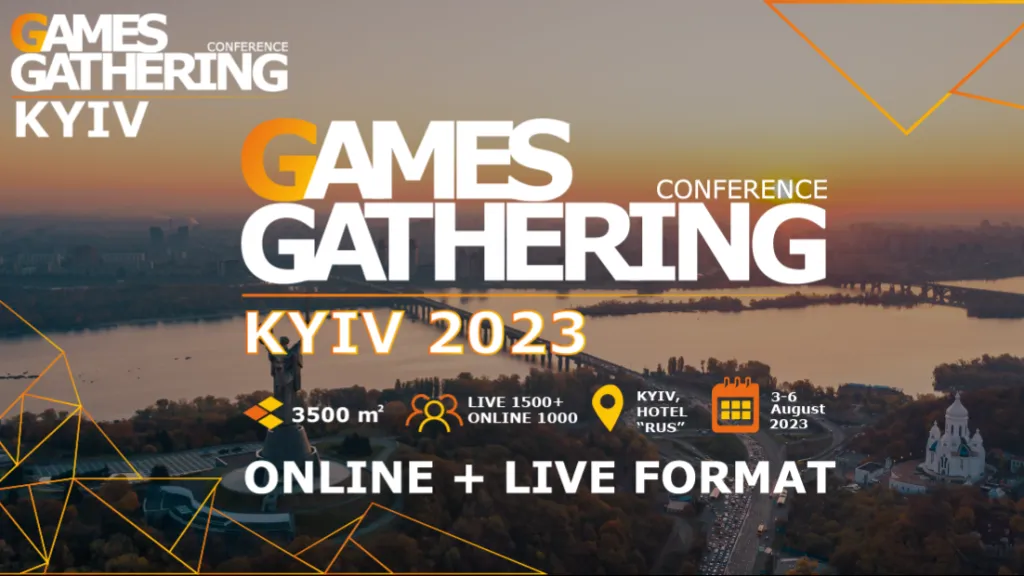 GAMES
CONFERENCE
GATHERING
KYIV
GAMES
CONFERENCE
GATHERING
KYIV 2023
3500 m²
LIVE 1500+
ONLINE 1000
KYIV,
HOTEL
"RUS"
3-6
August
2023
ONLINE + LIVE FORMAT